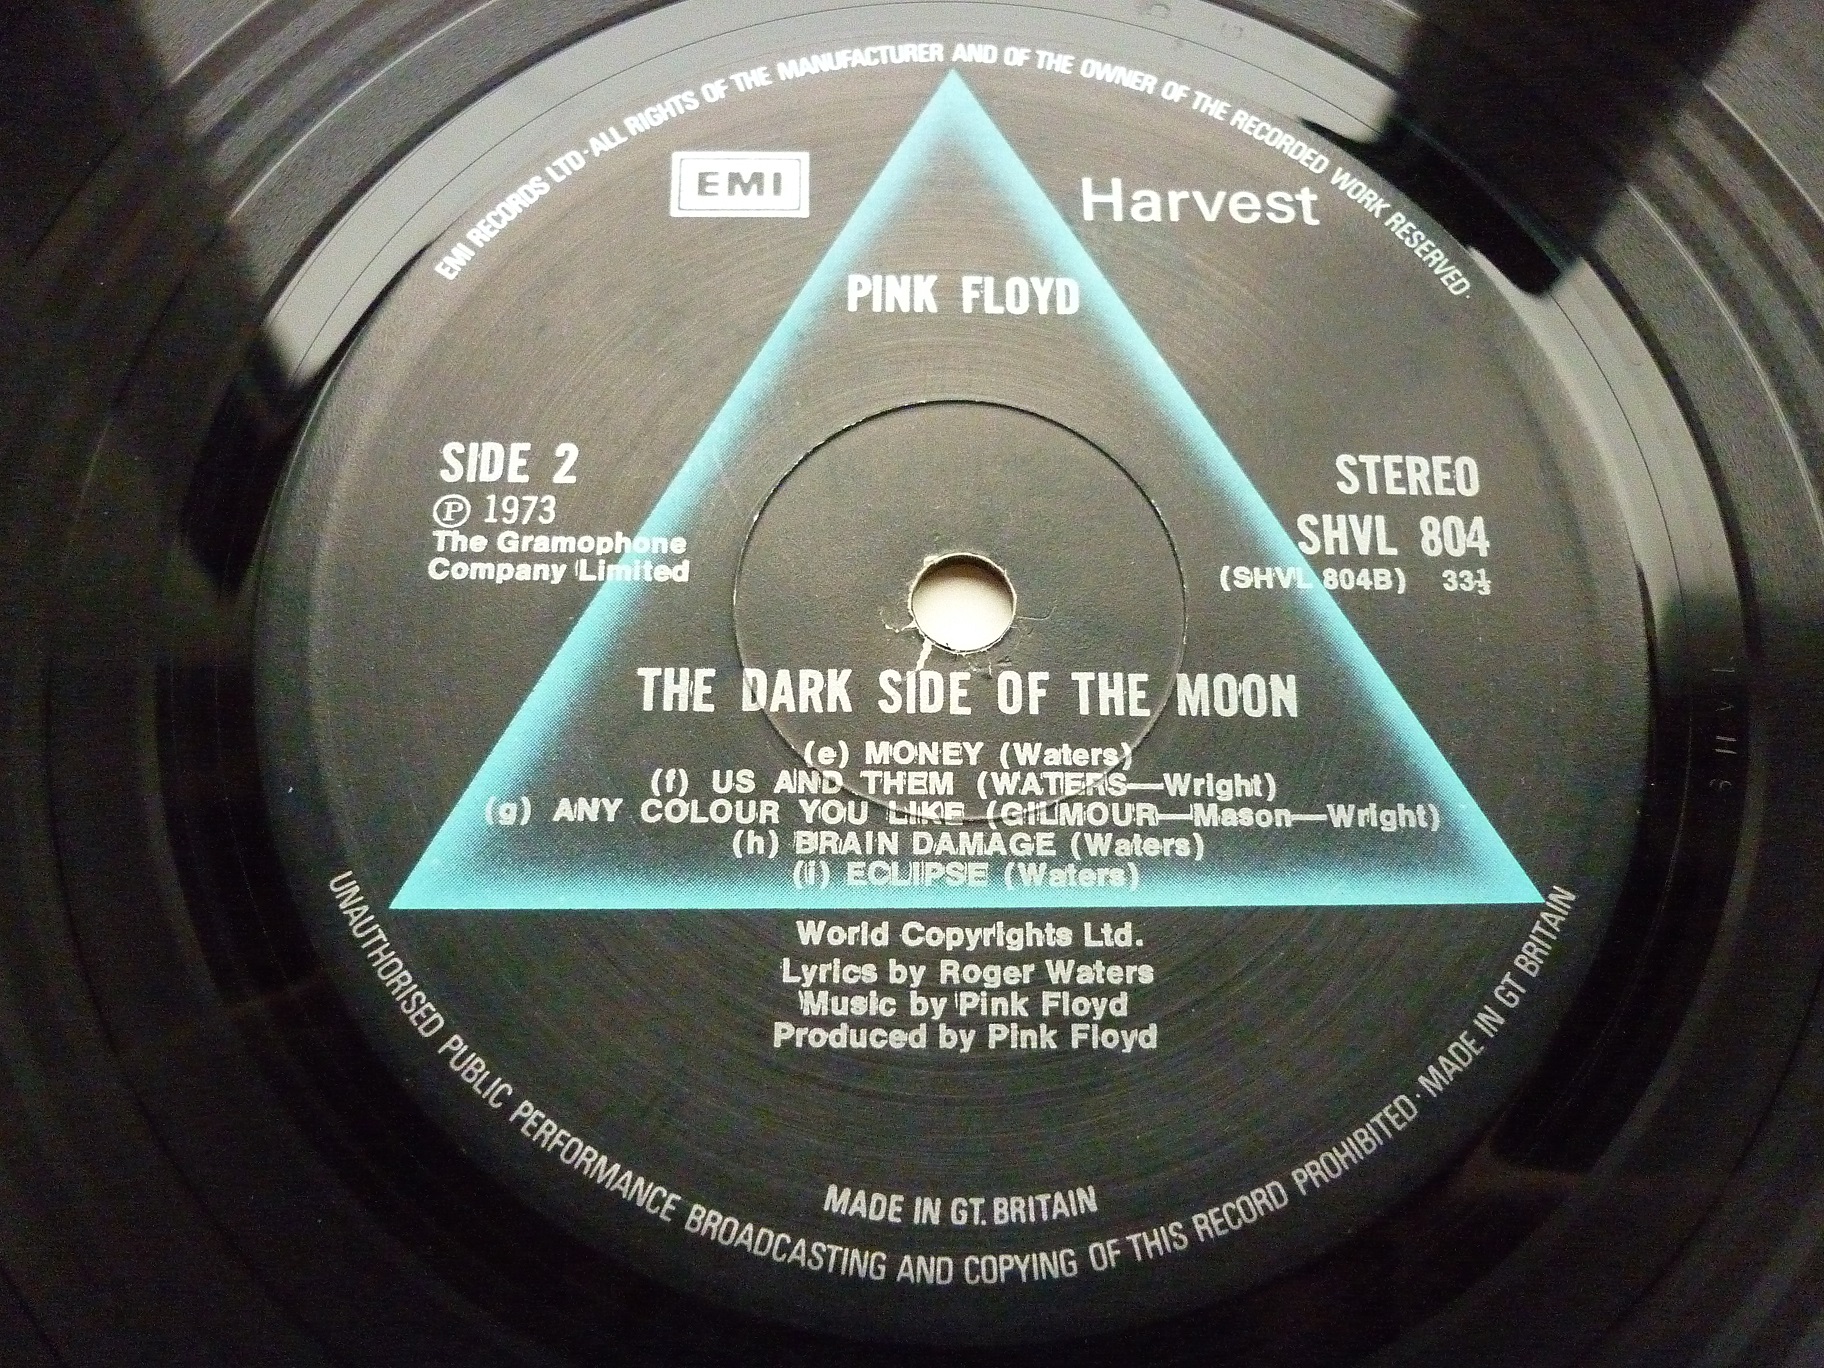 EMI RECORDS LTD·ALL RIGHTS OF THE MANUFACTURER AND OF THE OWNER OF THE RECORDED WORK RESERVED·
EMI
Harvest
PINK FLOYD
SIDE 2
℗ 1973
The Gramophone
Company Limited
STEREO
SHVL 804
(SHVL 804B) 33⅓
THE DARK SIDE OF THE MOON
(e) MONEY (Waters)
(f) US AND THEM (WATERS—Wright)
(g) ANY COLOUR YOU LIKE (GILMOUR—Mason—Wright)
(h) BRAIN DAMAGE (Waters)
(i) ECLIPSE (Waters)
World Copyrights Ltd.
Lyrics by Roger Waters
Music by Pink Floyd
Produced by Pink Floyd
MADE IN GT. BRITAIN
UNAUTHORISED PUBLIC PERFORMANCE BROADCASTING AND COPYING OF THIS RECORD PROHIBITED· MADE IN GT BRITAIN